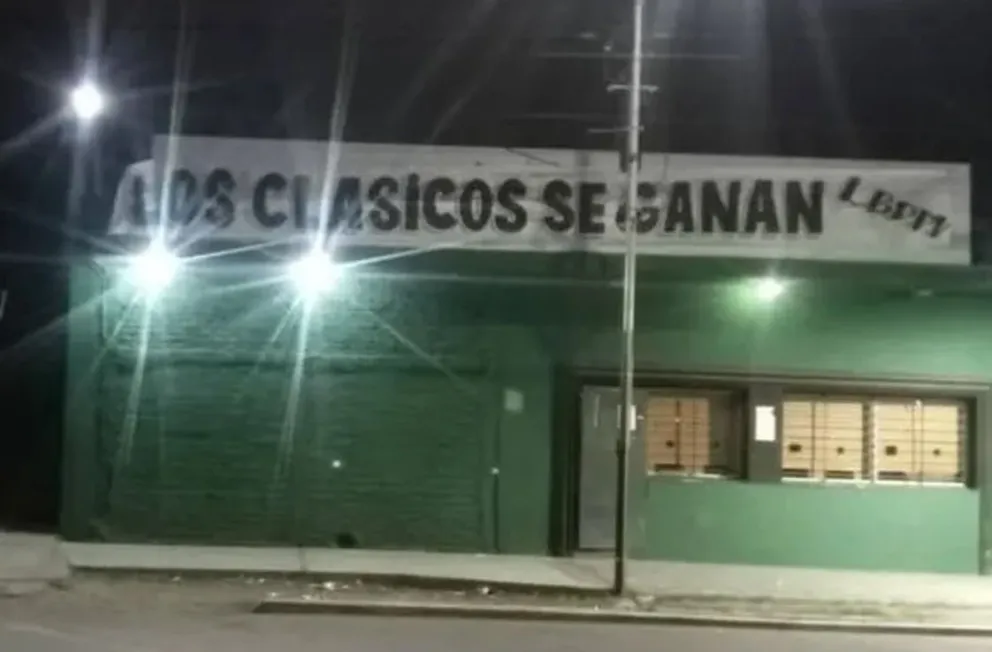 LOS CLASICOS SE GANAN
LBPM